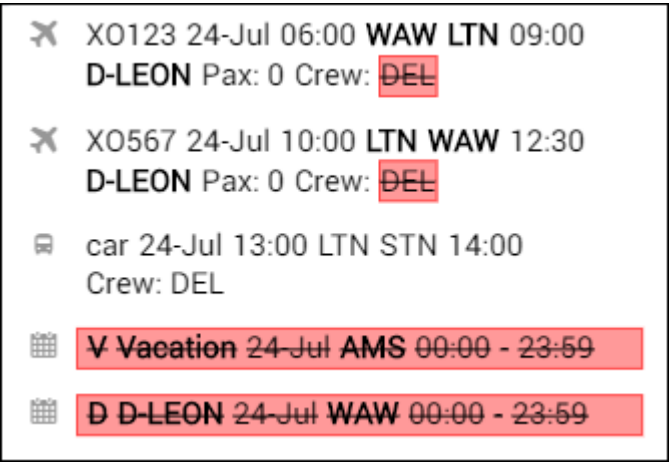 XO123 24-Jul 06:00 WAW LTN 09:00
D-LEON Pax: 0 Crew: DEL
XO567 24-Jul 10:00 LTN WAW 12:30
D-LEON Pax: 0 Crew: DEL
car 24-Jul 13:00 LTN STN 14:00
Crew: DEL
V Vacation 24-Jul AMS 00:00 - 23:59
D D-LEON 24-Jul WAW 00:00 - 23:59